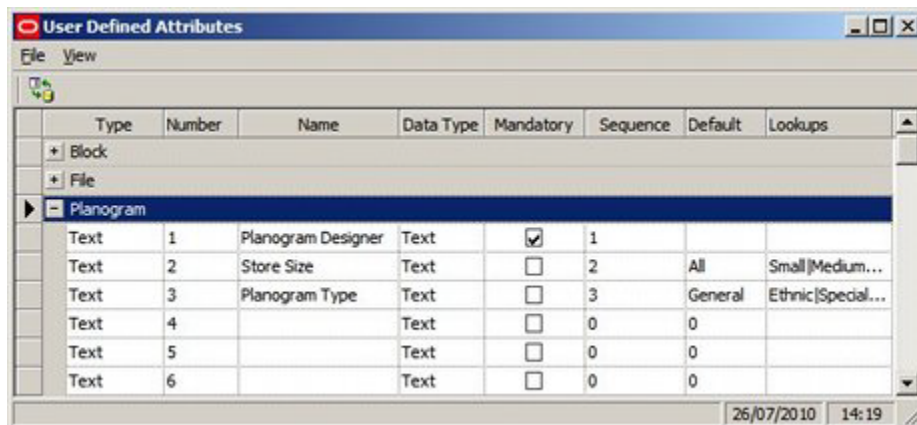 User Defined Attributes
File View
Type Number Name Data Type Mandatory Sequence Default Lookups
Block
File
Planogram
Text 1 Planogram Designer Text 1
Text 2 Store Size Text 2 All Small|Medium...
Text 3 Planogram Type Text 3 General Ethnic|Special...
Text 4 Text 0 0
Text 5 Text 0 0
Text 6 Text 0 0
26/07/2010 14:19